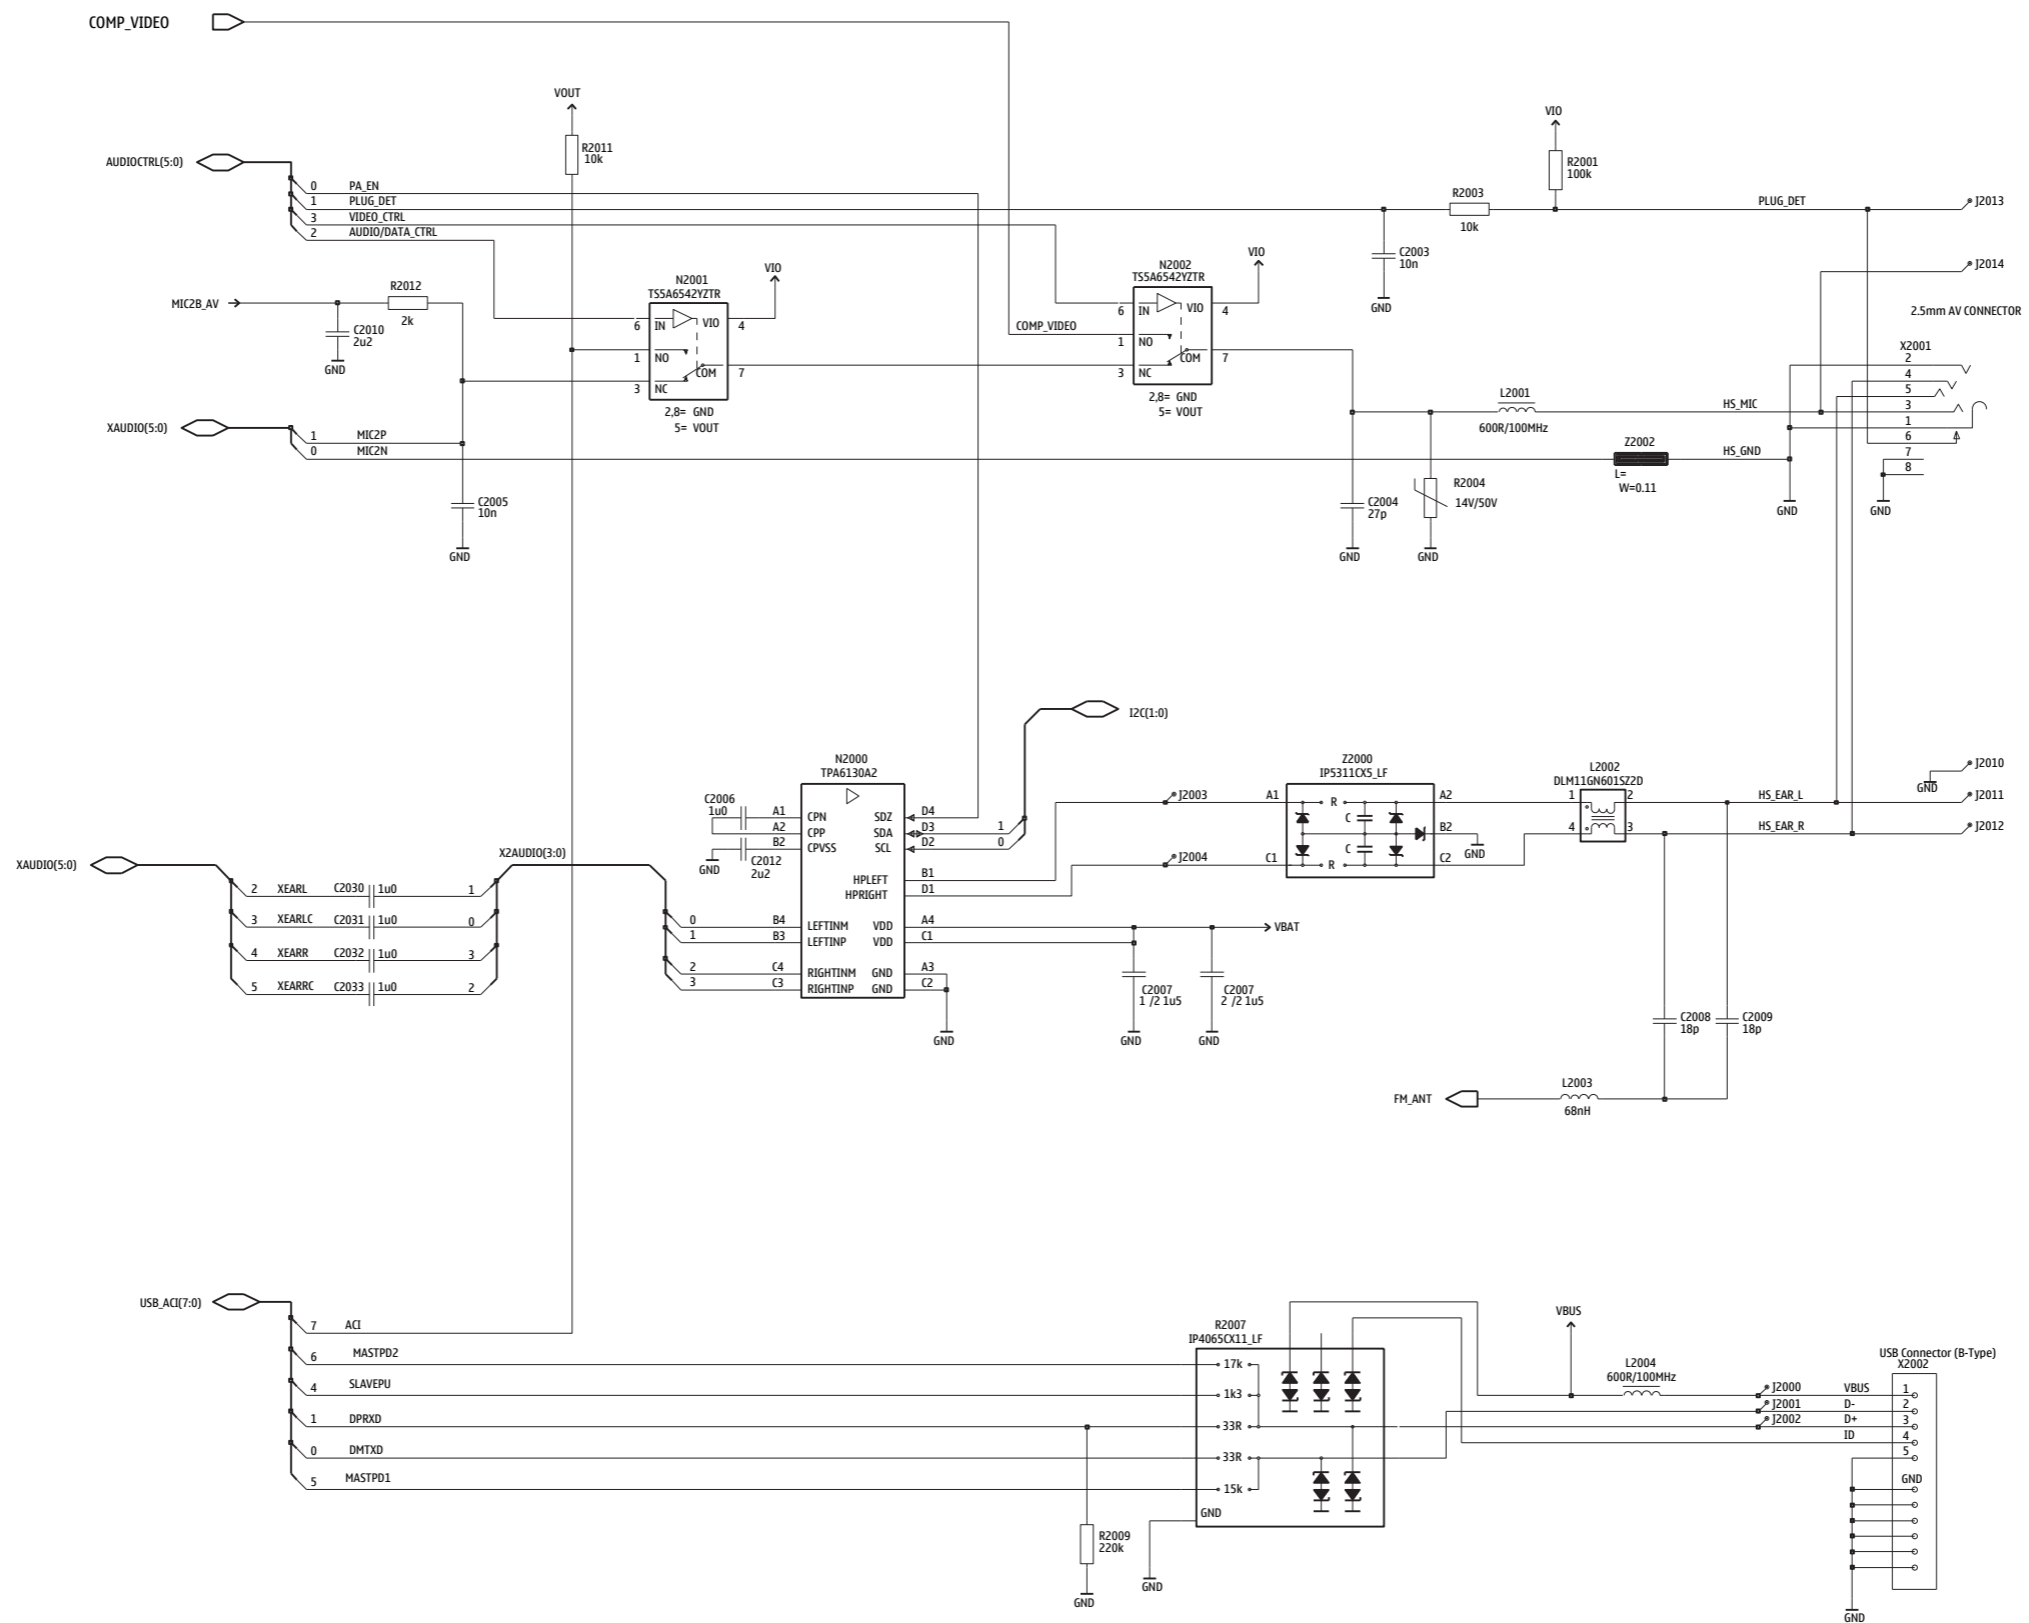 COMP_VIDEO
VOUT
R2011
10k
VIO
R2001
100k
AUDIOCTRL(5:0)
0 PA_EN
1 PLUG_DET
3 VIDEO_CTRL
2 AUDIO/DATA_CTRL
R2003
10k
PLUG_DET
J2013
C2003
10n
GND
J2014
MIC2B_AV
R2012
2k
C2010
2u2
GND
N2001
TS5A6542YZTR
VIO
6 IN VIO 4
1 NO
COM 7
3 NC
2,8= GND
5= VOUT
N2002
TS5A6542YZTR
VIO
6 IN VIO 4
COMP_VIDEO
1 NO
COM 7
3 NC
2,8= GND
5= VOUT
2.5mm AV CONNECTOR
X2001
2
4
5
3
1
6
7
8
L2001
600R/100MHz
HS_MIC
XAUDIO(5:0)
1 MIC2P
0 MIC2N
Z2002
L=
W=0.11
HS_GND
C2005
10n
GND
C2004
27p
GND
R2004
14V/50V
GND
GND
GND
I2C(1:0)
N2000
TPA6130A2
C2006
1u0
A1 CPN
A2 CPP
B2 CPVSS
GND
C2012
2u2
SDZ D4
SDA D3 1
SCL D2 0
HPLEFT B1
HPRIGHT D1
0 B4 LEFTINM VDD A4
1 B3 LEFTINP VDD C1
2 C4 RIGHTINM GND A3
3 C3 RIGHTINP GND C2
GND
VBAT
C2007
1 /2 1u5
GND
C2007
2 /2 1u5
GND
J2003
J2004
Z2000
IP5311CX5_LF
A1 R A2
C
B2
C
C1 R C2
GND
L2002
DLM11GN601SZ2D
1 2
4 3
HS_EAR_L
HS_EAR_R
GND
J2010
J2011
J2012
XAUDIO(5:0)
X2AUDIO(3:0)
2 XEARL C2030 1u0 1
3 XEARLC C2031 1u0 0
4 XEARR C2032 1u0 3
5 XEARRC C2033 1u0 2
C2008
18p
C2009
18p
FM_ANT
L2003
68nH
USB_ACI(7:0)
7 ACI
6 MASTPD2
4 SLAVEPU
1 DPRXD
0 DMTXD
5 MASTPD1
R2007
IP4065CX11_LF
17k
1k3
33R
33R
15k
GND
GND
R2009
220k
GND
VBUS
L2004
600R/100MHz
J2000
J2001
J2002
USB Connector (B-Type)
X2002
VBUS 1
D- 2
D+ 3
ID 4
5
GND
GND